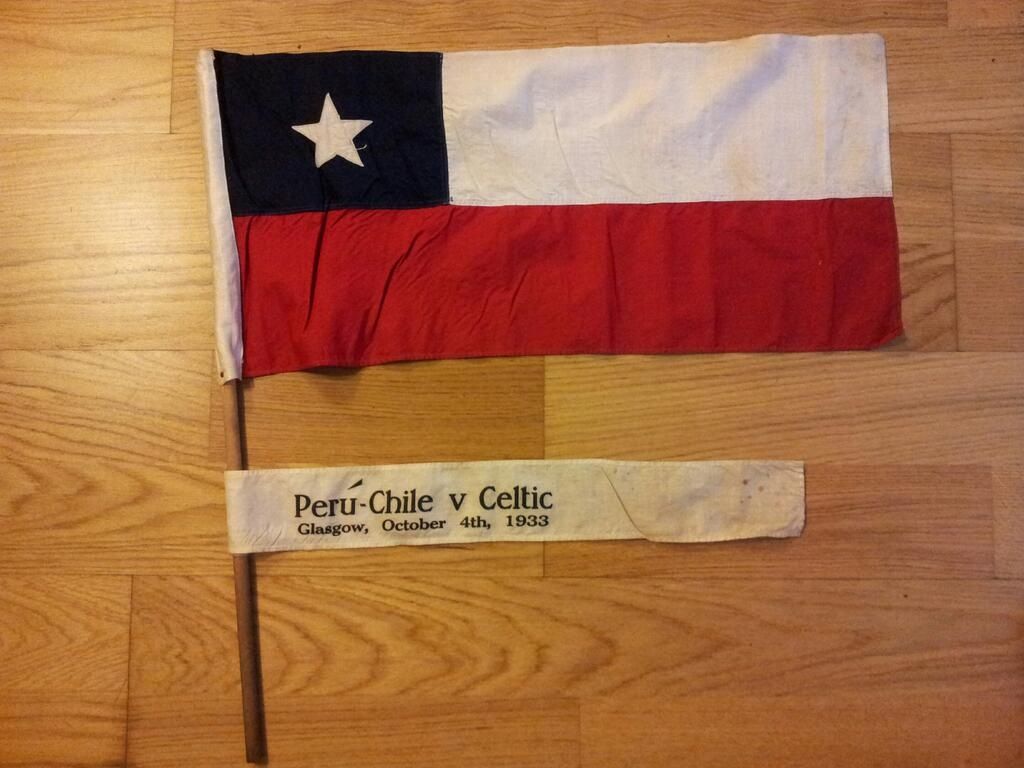 Perú-Chile v Celtic
Glasgow, October 4th, 1933